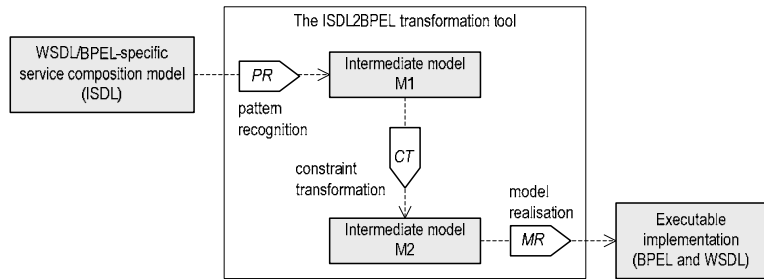 The ISDL2BPEL transformation tool
WSDL/BPEL-specific
service composition model
(ISDL)
PR
pattern
recognition
Intermediate model
M1
CT
constraint
transformation
Intermediate model
M2
model
realisation
MR
Executable
implementation
(BPEL and WSDL)